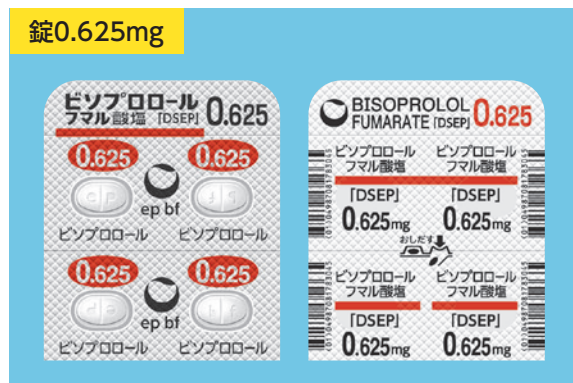 錠0.625mg
ビソプロロール
フマル酸塩「DSEP」0.625
0.625 0.625
ep bf
ビソプロロール ビソプロロール
0.625 0.625
ep bf
ビソプロロール ビソプロロール
BISOPROLOL
FUMARATE「DSEP」0.625
ビソプロロール ビソプロロール
フマル酸塩 フマル酸塩
「DSEP」 「DSEP」
0.625mg 0.625mg
おしだす
ビソプロロール ビソプロロール
フマル酸塩 フマル酸塩
「DSEP」 「DSEP」
0.625mg 0.625mg